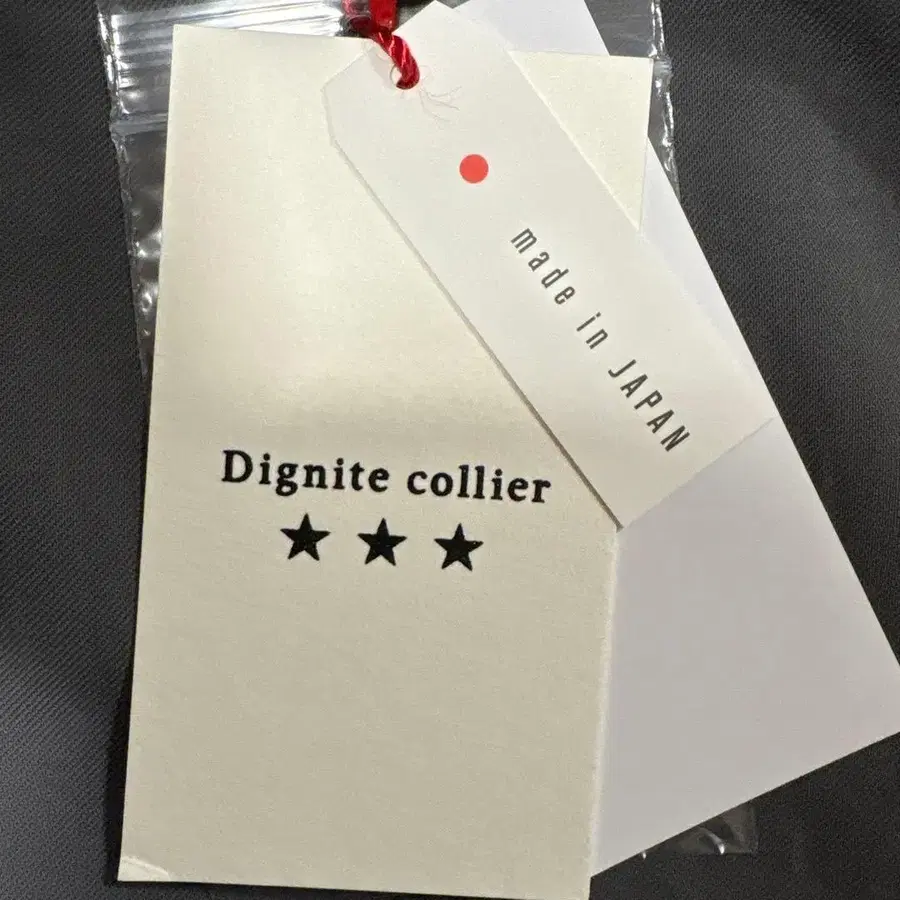 made in JAPAN
Dignite collier
★ ★ ★